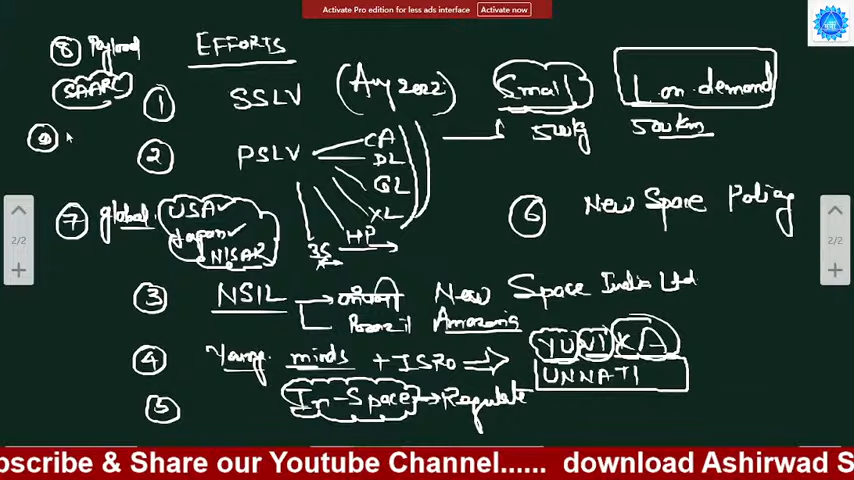 Activate Pro edition for less ads interface Activate now
8 Payload
SAARC
9
EFFORTS
1 SSLV (Aug 2022) Small L on demand
500kg 500km
2 PSLV CA
DL
QL
XL
HP
3S
6 New Space Policy
7 global USA
Japan
NISAR
3 NSIL New Space India Ltd
Brazil Amazonia
4 Young minds + ISRO YUVIKA
UNNATI
5 In-Space Regulate
2/2
2/2
bscribe & Share our Youtube Channel...... download Ashirwad S